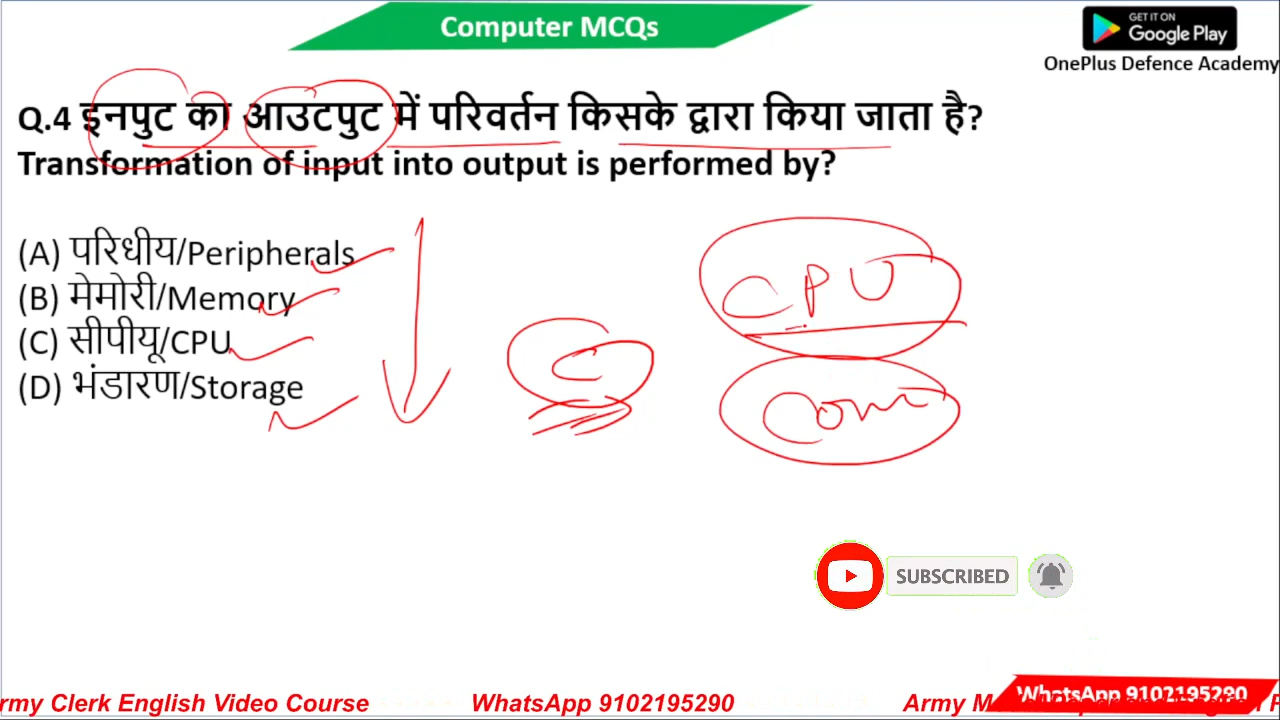 Computer MCQs
GET IT ON
Google Play
OnePlus Defence Academy
Q.4 इनपुट का आउटपुट में परिवर्तन किसके द्वारा किया जाता है?
Transformation of input into output is performed by?
(A) परिधीय/Peripherals
(B) मेमोरी/Memory
(C) सीपीयू/CPU
(D) भंडारण/Storage
CPU
C
SUBSCRIBED
WhatsApp 9102195290
rmy Clerk English Video Course WhatsApp 9102195290 Army M